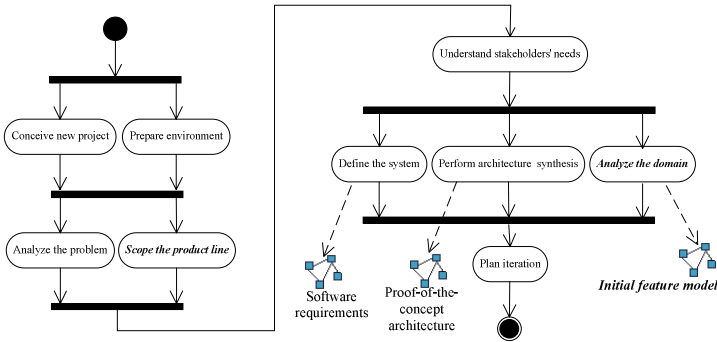 Understand stakeholders' needs
Conceive new project
Prepare environment
Define the system
Perform architecture synthesis
Analyze the domain
Analyze the problem
Scope the product line
Plan iteration
Software
requirements
Proof-of-the-
concept
architecture
Initial feature model